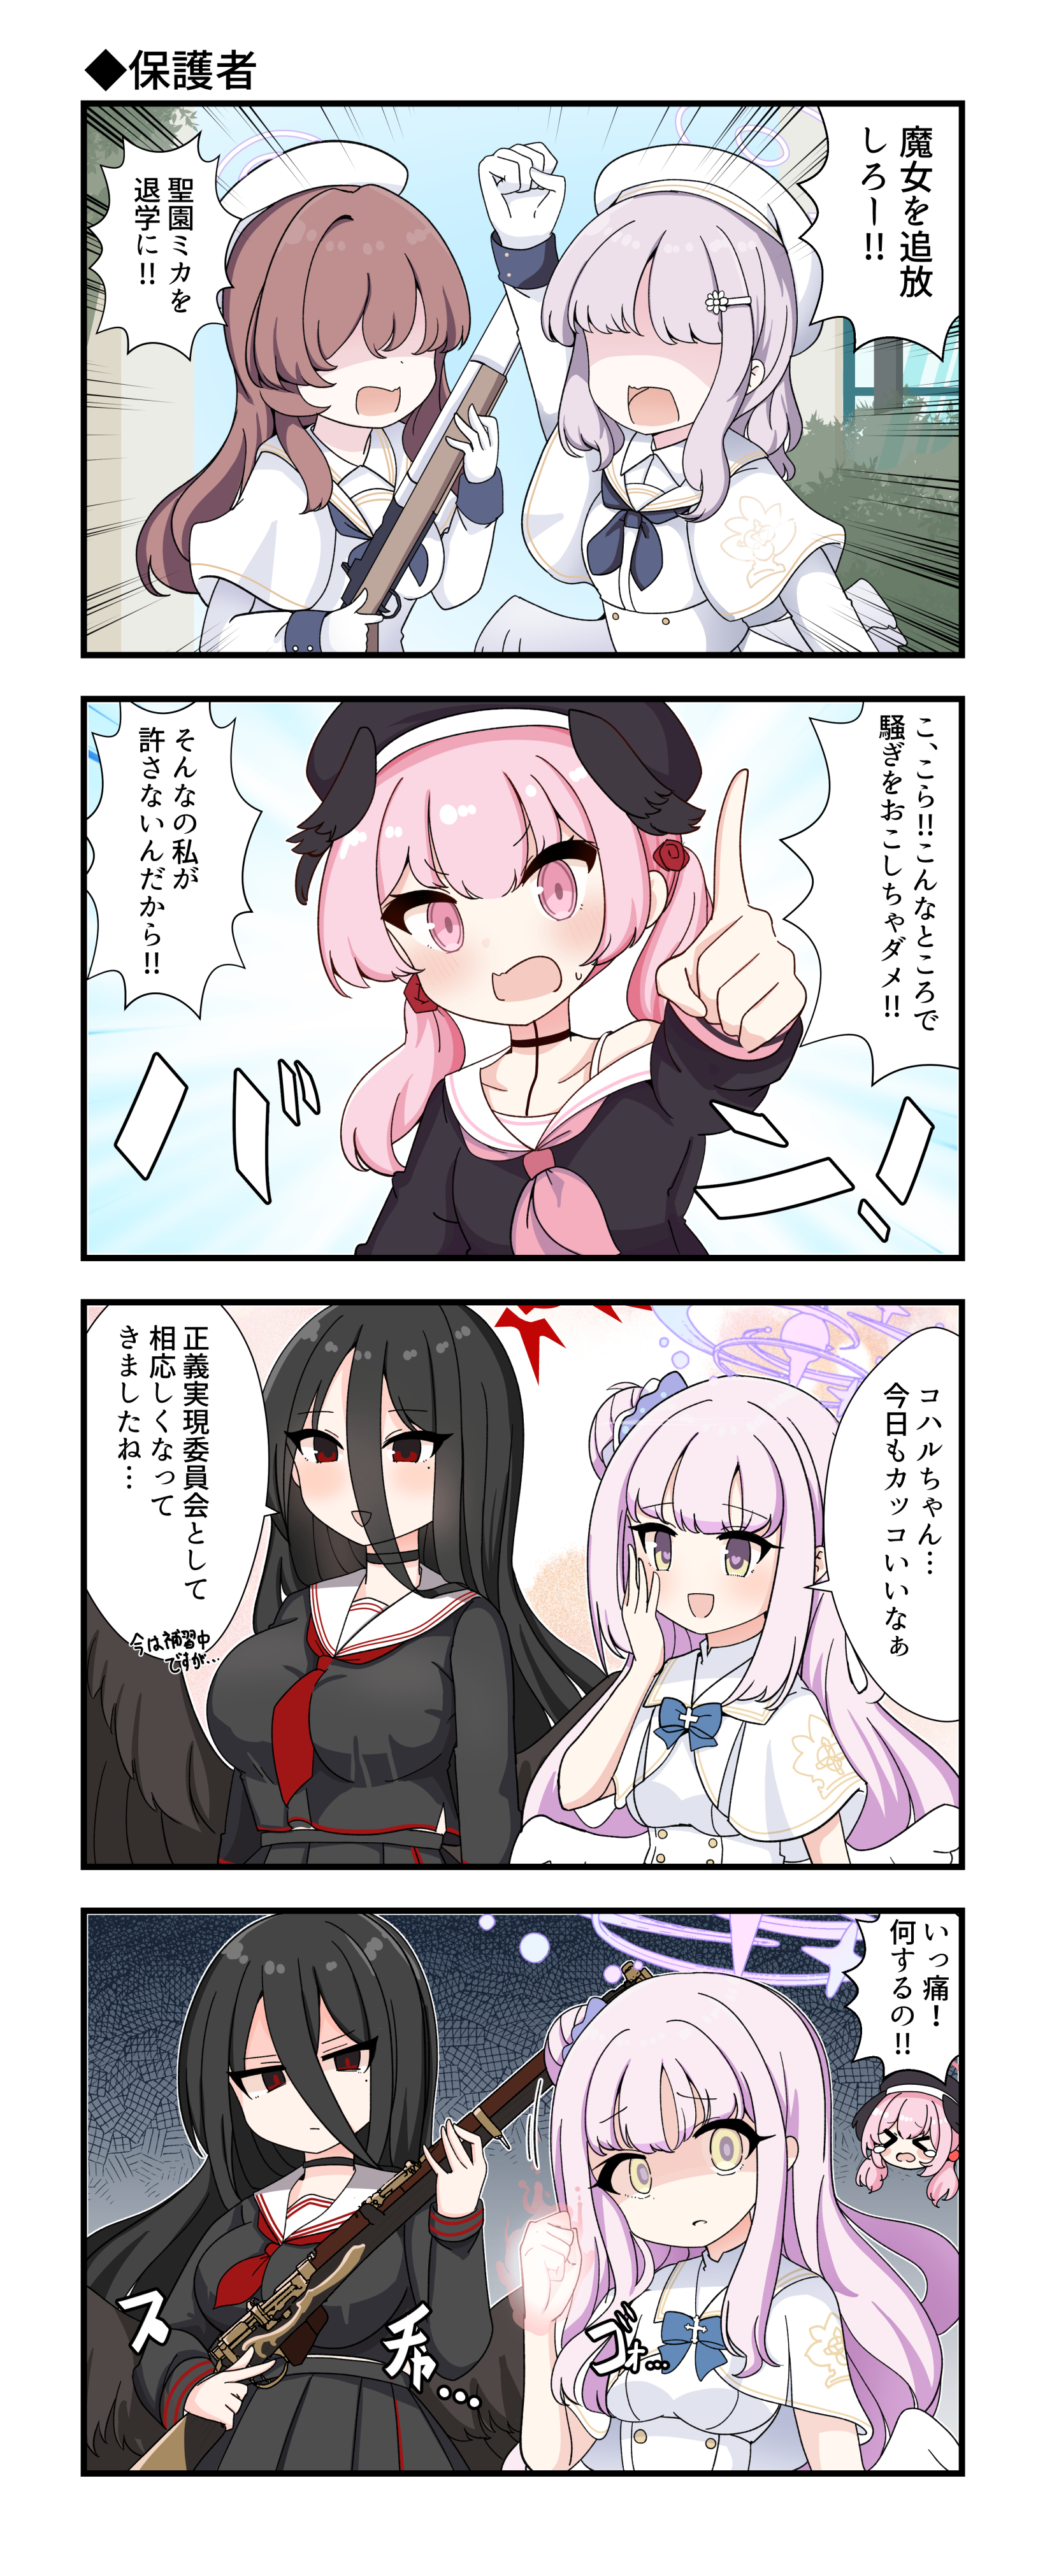 ◆保護者
魔女を追放
しろー!!
聖園ミカを
退学に!!
こ、こら!!こんなところで
騒ぎをおこしちゃダメ!!
そんなの私が
許さないんだから!!
バーン!
コハルちゃん…
今日もカッコいいなぁ
正義実現委員会として
相応しくなって
きましたね…
今は補習中
ですが…
いっ痛!
何するの!!
ゴォ…
スチャ…